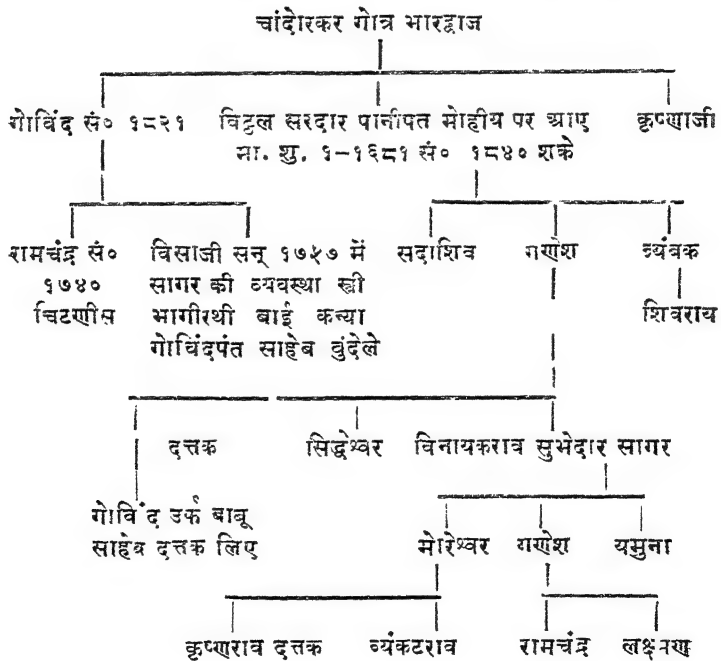 चांदोरकर गोत्र भारद्वाज
गोविंद सं० १८२१ विट्ठल सरदार पानीपत मोहीय पर आए कृष्णाजी
मा. शु. १-१६८१ सं० १८४० शके
रामचंद्र सं० विसाजी सन् १७५७ में सदाशिव गणेश त्र्यंबक
१७४० सागर की व्यवस्था स्त्री
चिटणीस भागीरथी बाई कन्या शिवराय
गोविंदपंत साहेब बुंदेले
दत्तक सिद्धेश्वर विनायकराव सुभेदार सागर
गोविंद उर्फ बाबू
साहेब दत्तक लिए मोरेश्वर गणेश यमुना
कृष्णराव दत्तक व्यंकटराव रामचंद्र लक्ष्मण